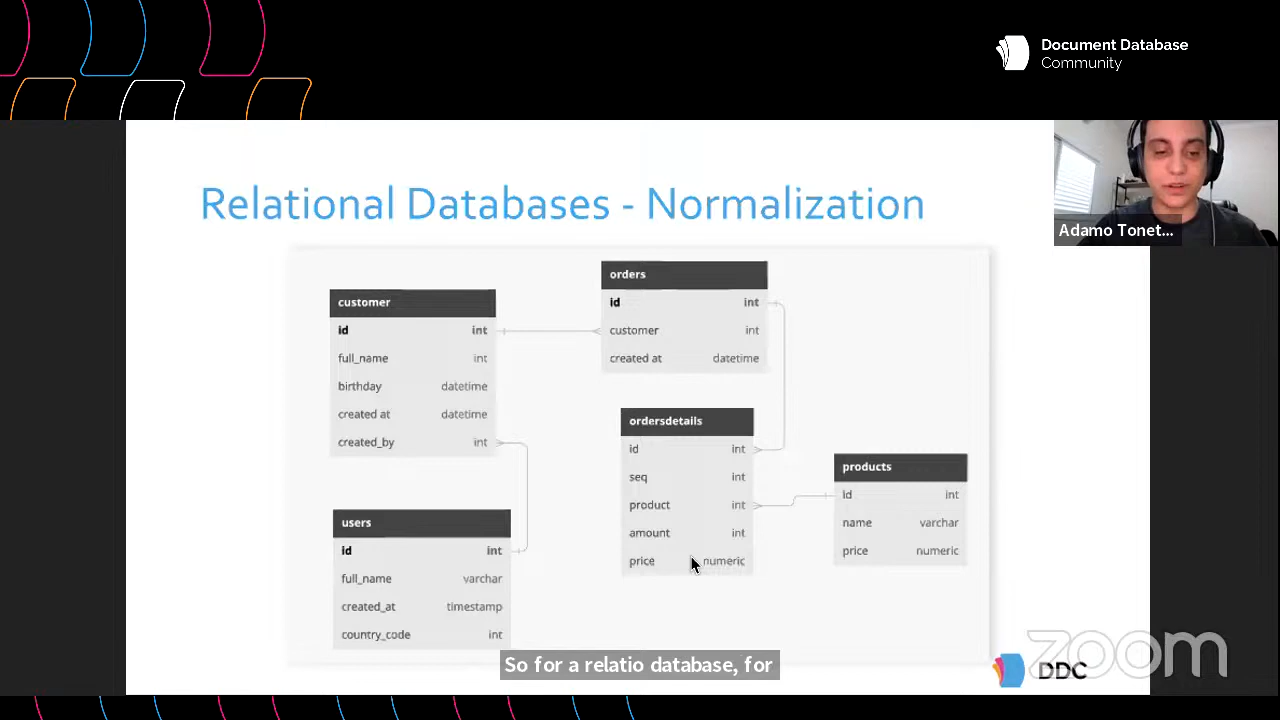 Document Database
Community
Adamo Tonet...
Relational Databases - Normalization
customer
id int
full_name int
birthday datetime
created at datetime
created_by int
orders
id int
customer int
created at datetime
ordersdetails
id int
seq int
product int
amount int
price numeric
products
id int
name varchar
price numeric
users
id int
full_name varchar
created_at timestamp
country_code int
So for a relatio database, for
DDC
zoom